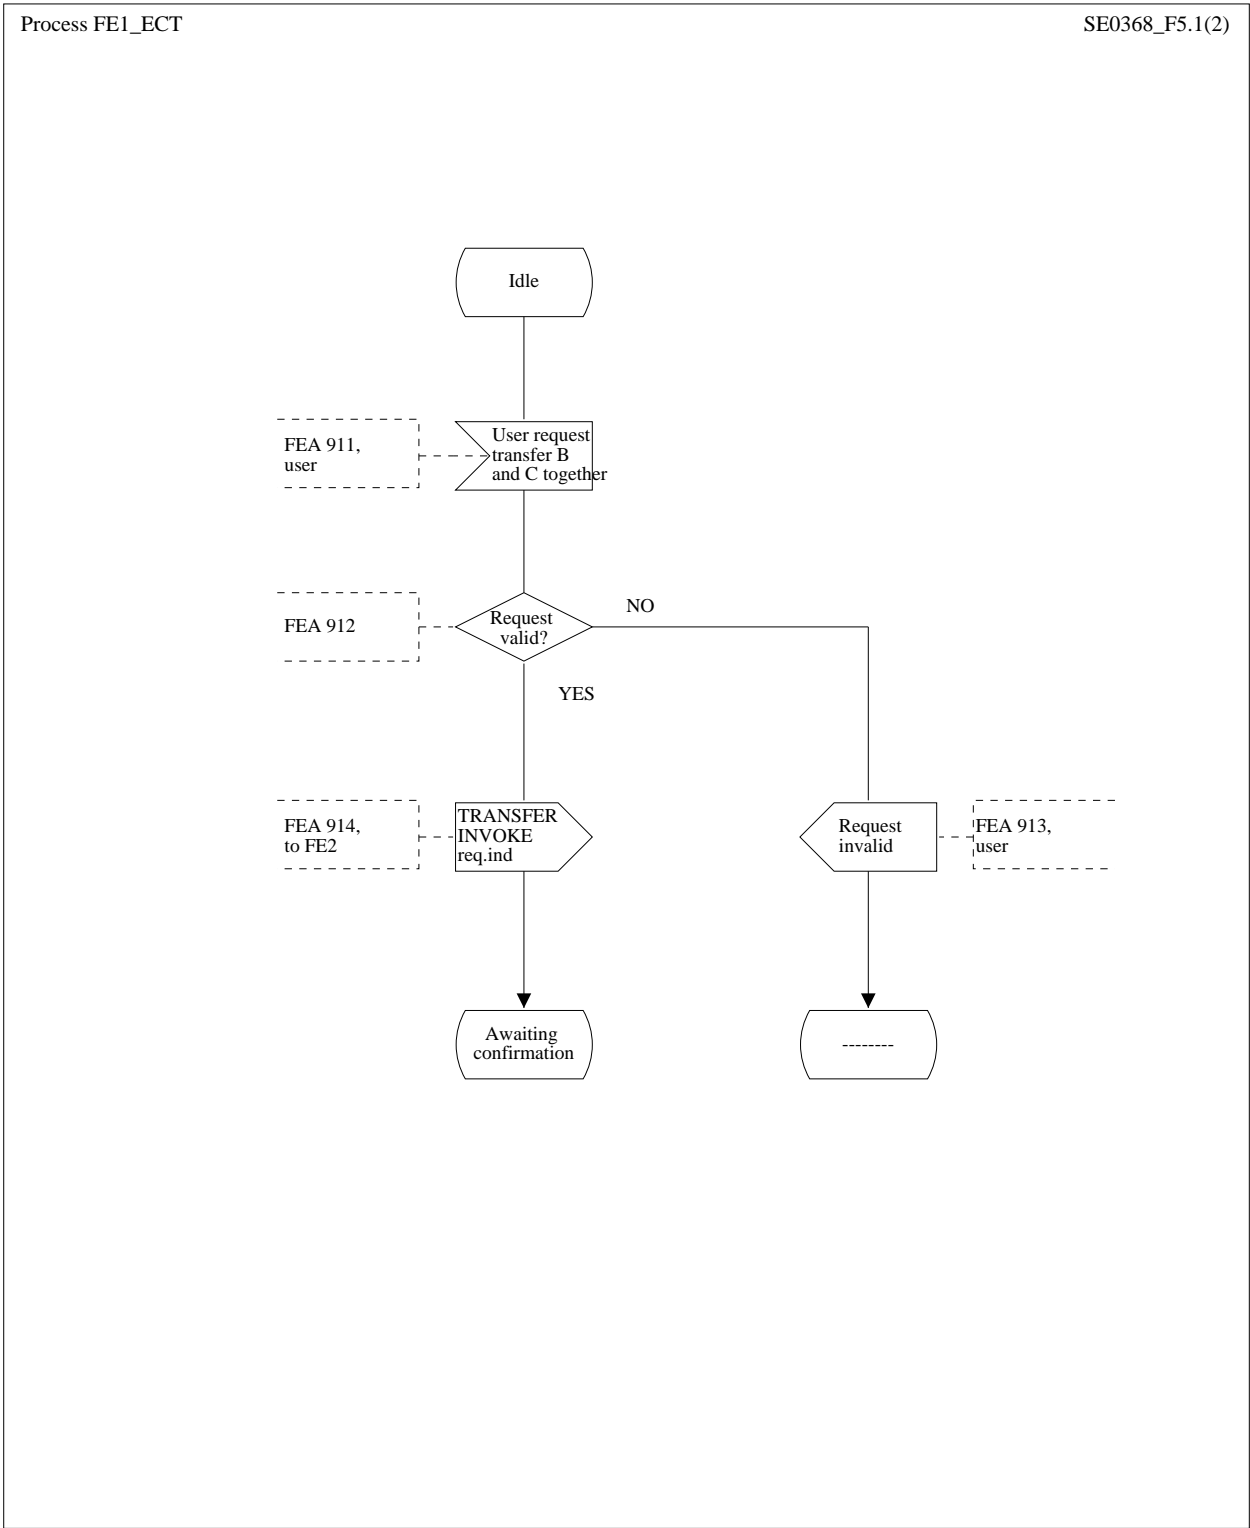 Process FE1_ECT
SE0368_F5.1(2)
Idle
FEA 911,
user
User request
transfer B
and C together
FEA 912
Request
valid?
NO
YES
FEA 914,
to FE2
TRANSFER
INVOKE
req.ind
Request
invalid
FEA 913,
user
Awaiting
confirmation
--------